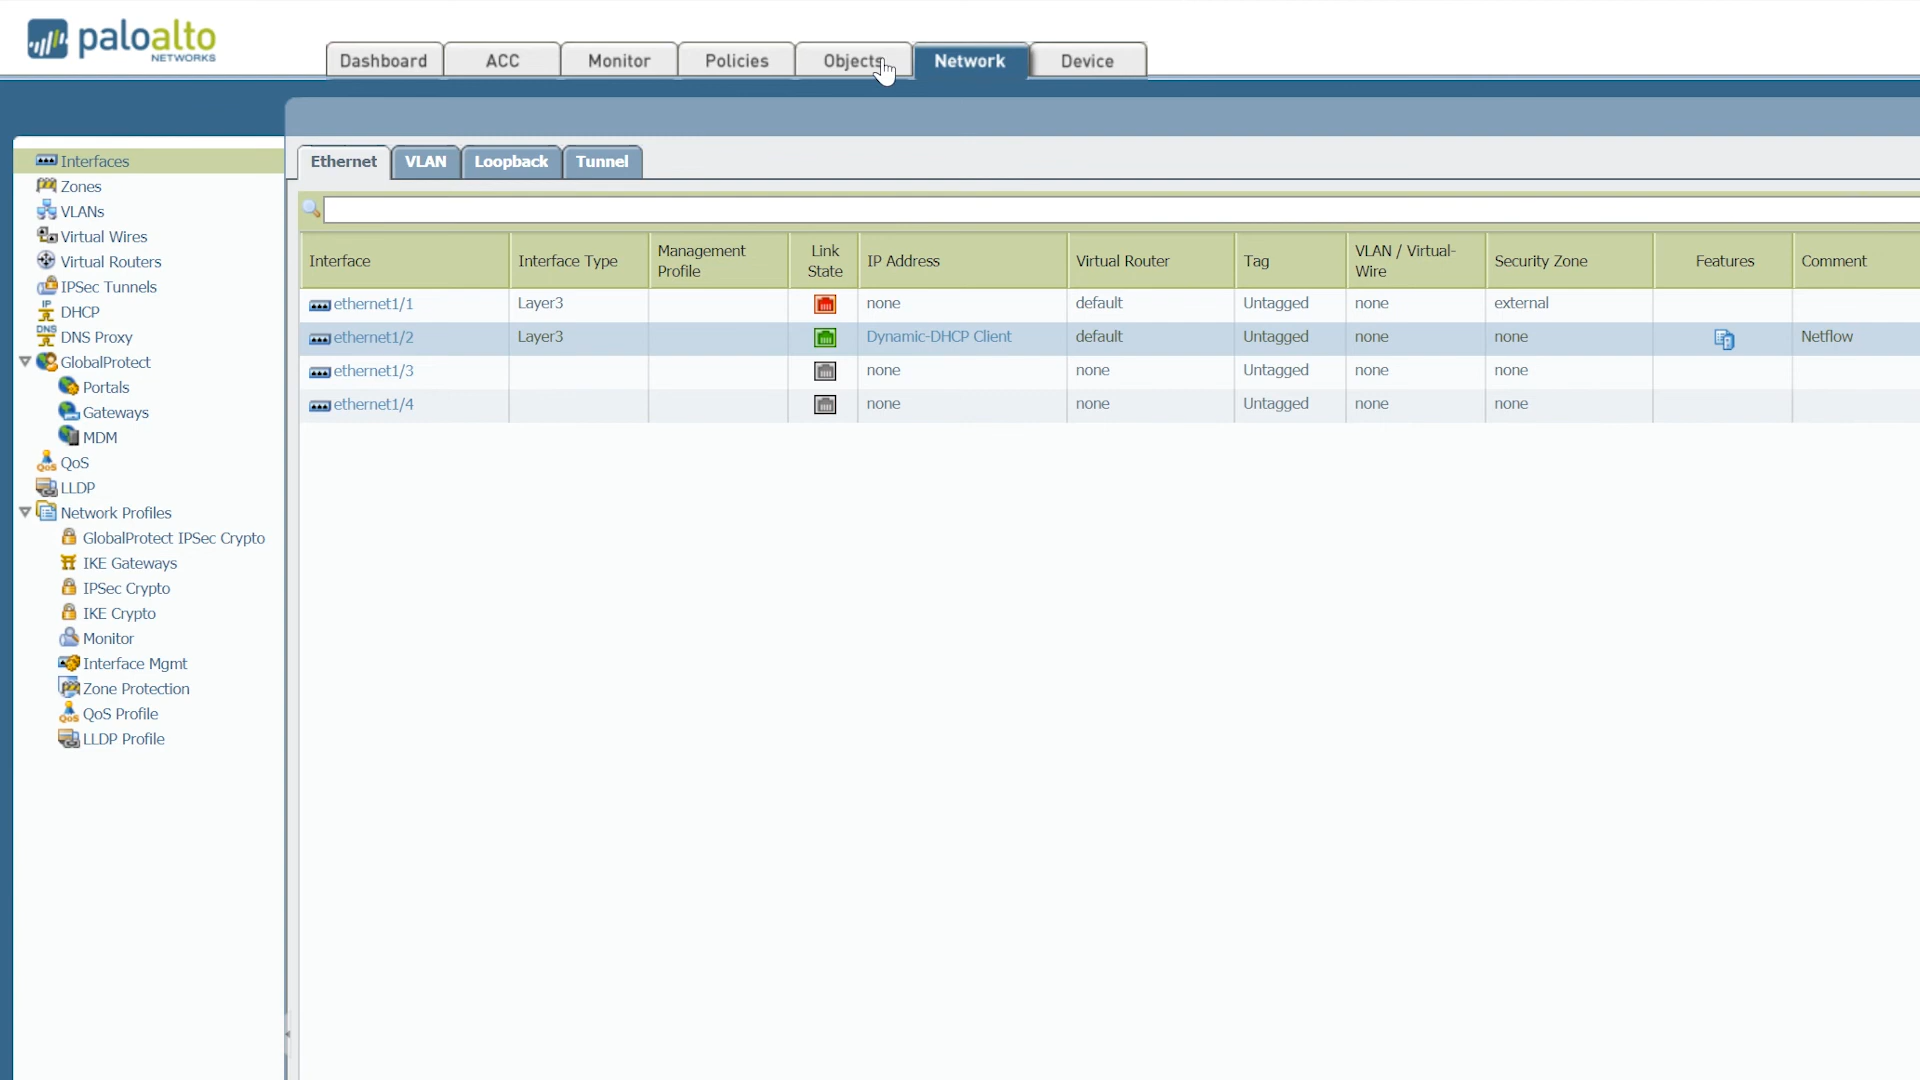 paloalto
NETWORKS
Dashboard ACC Monitor Policies Objects Network Device
Interfaces
Zones
VLANs
Virtual Wires
Virtual Routers
IPSec Tunnels
IP
DHCP
DNS
DNS Proxy
GlobalProtect
Portals
Gateways
MDM
QoS
QoS
LLDP
Network Profiles
GlobalProtect IPSec Crypto
IKE Gateways
IPSec Crypto
IKE Crypto
Monitor
Interface Mgmt
Zone Protection
QoS
QoS Profile
LLDP Profile
Ethernet VLAN Loopback Tunnel
Interface Interface Type Management Profile Link State IP Address Virtual Router Tag VLAN / Virtual-Wire Security Zone Features Comment
ethernet1/1 Layer3 none default Untagged none external
ethernet1/2 Layer3 Dynamic-DHCP Client default Untagged none none Netflow
ethernet1/3 none none Untagged none none
ethernet1/4 none none Untagged none none